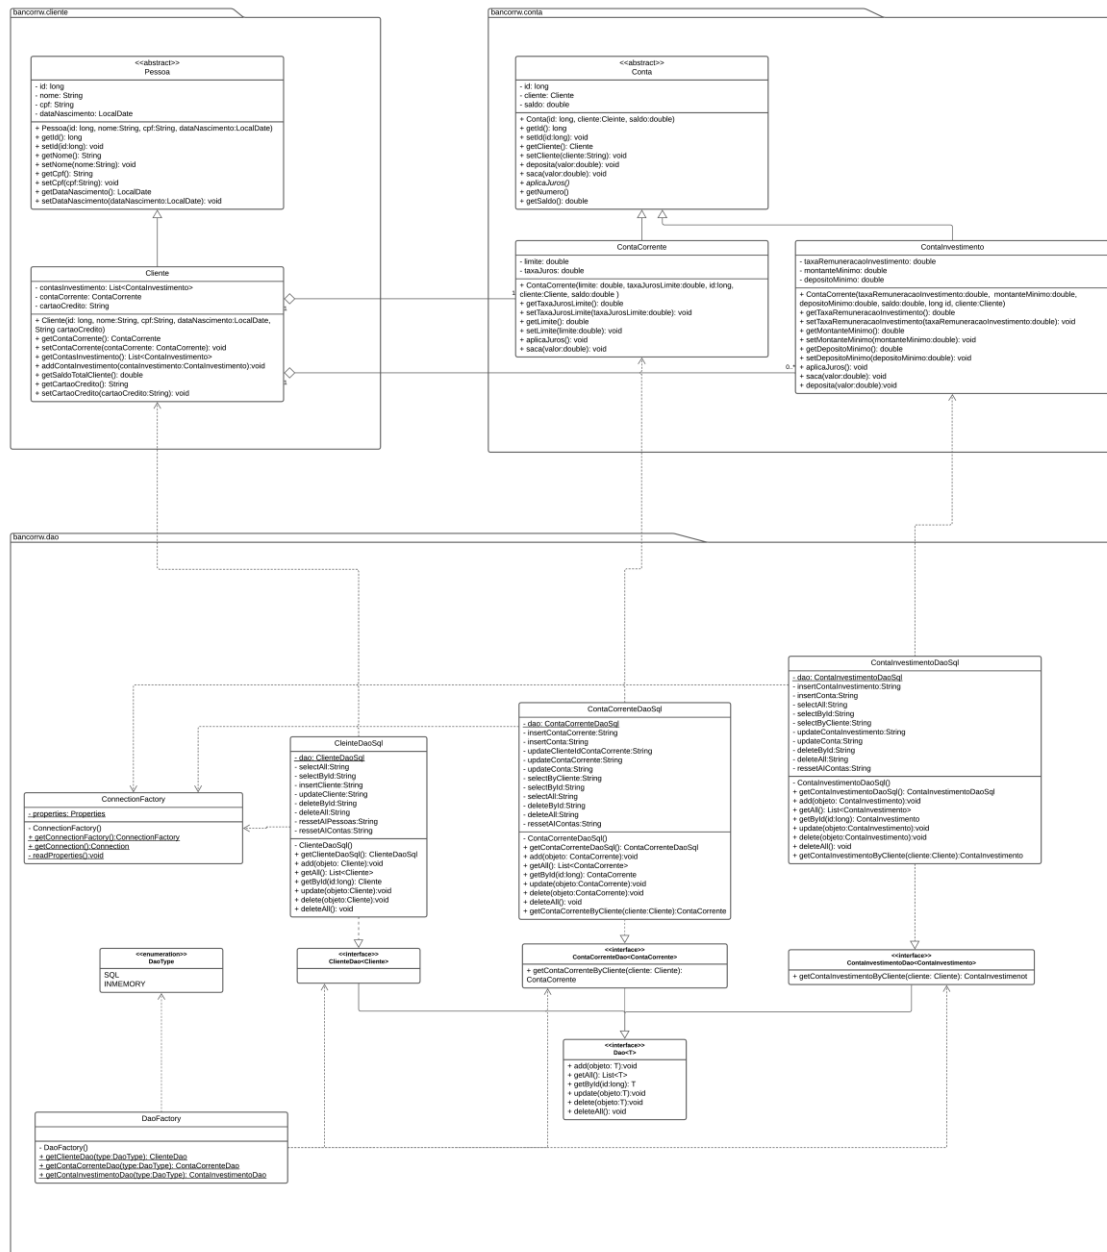 bancorrw.cliente
<<abstract>>
Pessoa
- id: long
- nome: String
- cpf: String
- dataNascimento: LocalDate
+ Pessoa(id: long, nome:String, cpf:String, dataNascimento:LocalDate)
+ getId(): long
+ setId(id:long): void
+ getNome(): String
+ setNome(nome:String): void
+ getCpf(): String
+ setCpf(cpf:String): void
+ getDataNascimento(): LocalDate
+ setDataNascimento(dataNascimento:LocalDate): void
Cliente
- contasInvestimento: List<ContaInvestimento>
- contaCorrente: ContaCorrente
- cartaoCredito: String
+ Cliente(id: long, nome:String, cpf:String, dataNascimento:LocalDate,
String cartaoCredito)
+ getContaCorrente(): ContaCorrente
+ setContaCorrente(contaCorrente: ContaCorrente): void
+ getContasInvestimento(): List<ContaInvestimento>
+ addContaInvestimento(contaInvestimento:ContaInvestimento):void
+ getSaldoTotalCliente(): double
+ getCartaoCredito(): String
+ setCartaoCredito(cartaoCredito:String): void
1
1
1
0..*
bancorrw.conta
<<abstract>>
Conta
- id: long
- cliente: Cliente
- saldo: double
+ Conta(id: long, cliente:Cleinte, saldo:double)
+ getId(): long
+ setId(id:long): void
+ getCliente(): Cliente
+ setCliente(cliente:String): void
+ deposita(valor:double): void
+ saca(valor:double): void
+ aplicaJuros()
+ getNumero()
+ getSaldo(): double
ContaCorrente
- limite: double
- taxaJuros: double
+ ContaCorrente(limite: double, taxaJurosLimite:double, id:long,
cliente:Cliente, saldo:double )
+ getTaxaJurosLimite(): double
+ setTaxaJurosLimite(taxaJurosLimite:double): void
+ getLimite(): double
+ setLimite(limite:double): void
+ aplicaJuros(): void
+ saca(valor:double): void
ContaInvestimento
- taxaRemuneracaoInvestimento: double
- montanteMinimo: double
- depositoMinimo: double
+ ContaCorrente(taxaRemuneracaoInvestimento:double, montanteMinimo:double,
depositoMinimo:double, saldo:double, long id, cliente:Cliente)
+ getTaxaRemuneracaoInvestimento(): double
+ setTaxaRemuneracaoInvestimento(taxaRemuneracaoInvestimento:double): void
+ getMontanteMinimo(): double
+ setMontanteMinimo(montanteMinimo:double): void
+ getDepositoMinimo(): double
+ setDepositoMinimo(depositoMinimo:double): void
+ aplicaJuros(): void
+ saca(valor:double): void
+ deposita(valor:double):void
bancorrw.dao
ContaInvestimentoDaoSql
- dao: ContaInvestimentoDaoSql
- insertContaInvestimento:String
- insertConta:String
- selectAll:String
- selectById:String
- selectByCliente:String
- updateContaInvestimento:String
- updateConta:String
- deleteById:String
- deleteAll:String
- ressetAIContas:String
- ContaInvestimentoDaoSql()
+ getContaInvestimentoDaoSql(): ContaInvestimentoDaoSql
+ add(objeto: ContaInvestimento):void
+ getAll(): List<ContaInvestimento>
+ getById(id:long): ContaInvestimento
+ update(objeto:ContaInvestimento):void
+ delete(objeto:ContaInvestimento):void
+ deleteAll(): void
+ getContaInvestimentoByCliente(cliente:Cliente):ContaInvestimento
ContaCorrenteDaoSql
- dao: ContaCorrenteDaoSql
- insertContaCorrente:String
- insertConta:String
- updateClienteIdContaCorrente:String
- updateContaCorrente:String
- updateConta:String
- selectByCliente:String
- selectById:String
- selectAll:String
- deleteById:String
- deleteAll:String
- ressetAIContas:String
- ContaCorrenteDaoSql()
+ getContaCorrenteDaoSql(): ContaCorrenteDaoSql
+ add(objeto: ContaCorrente):void
+ getAll(): List<ContaCorrente>
+ getById(id:long): ContaCorrente
+ update(objeto:ContaCorrente):void
+ delete(objeto:ContaCorrente):void
+ deleteAll(): void
+ getContaCorrenteByCliente(cliente:Cliente):ContaCorrente
CleinteDaoSql
- dao: ClienteDaoSql
- selectAll:String
- selectById:String
- insertCliente:String
- updateCliente:String
- deleteById:String
- deleteAll:String
- ressetAIPessoas:String
- ressetAIContas:String
- ClienteDaoSql()
+ getClienteDaoSql(): ClienteDaoSql
+ add(objeto: Cliente):void
+ getAll(): List<Cliente>
+ getById(id:long): Cliente
+ update(objeto:Cliente):void
+ delete(objeto:Cliente):void
+ deleteAll(): void
ConnectionFactory
- properties: Properties
- ConnectionFactory()
+ getConnectionFactory():ConnectionFactory
+ getConnection():Connection
- readProperties():void
<<enumeration>>
DaoType
SQL
INMEMORY
<<interface>>
ClienteDao<Cliente>
<<interface>>
ContaCorrenteDao<ContaCorrente>
+ getContaCorrenteByCliente(cliente: Cliente):
ContaCorrente
<<interface>>
ContaInvestimentoDao<ContaInvestimento>
+ getContaInvestimentoByCliente(cliente: Cliente): ContaInvestimenot
<<interface>>
Dao<T>
+ add(objeto: T):void
+ getAll(): List<T>
+ getById(id:long): T
+ update(objeto:T):void
+ delete(objeto:T):void
+ deleteAll(): void
DaoFactory
- DaoFactory()
+ getClienteDao(type:DaoType): ClienteDao
+ getContaCorrenteDao(type:DaoType): ContaCorrenteDao
+ getContaInvestimentoDao(type:DaoType): ContaInvestimentoDao